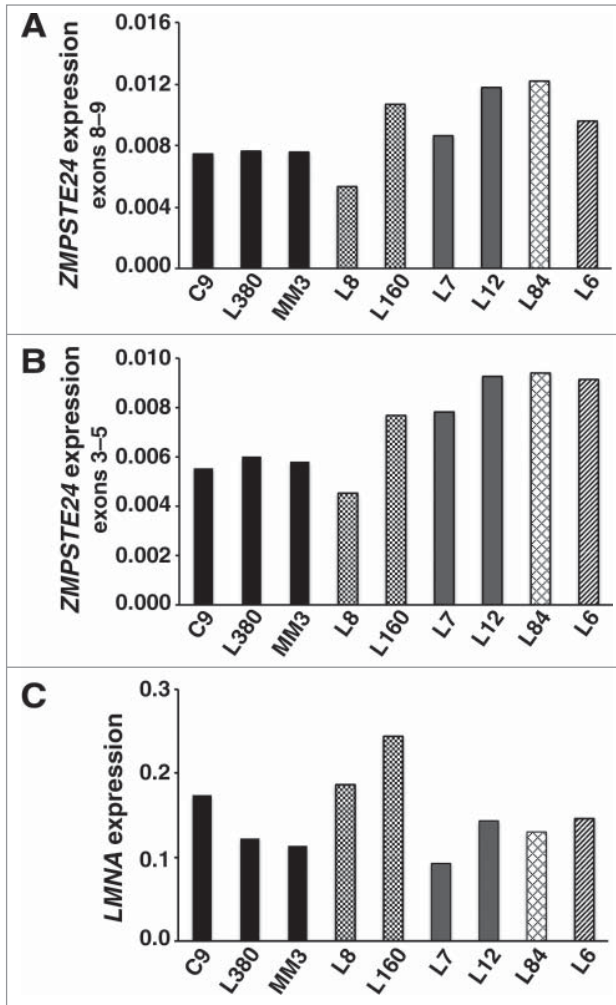 A
ZMPSTE24 expression
exons 8–9
0.016
0.012
0.008
0.004
0.000
C9 L380 MM3 L8 L160 L7 L12 L84 L6
B
ZMPSTE24 expression
exons 3–5
0.010
0.008
0.006
0.004
0.002
0.000
C9 L380 MM3 L8 L160 L7 L12 L84 L6
C
LMNA expression
0.3
0.2
0.1
0.0
C9 L380 MM3 L8 L160 L7 L12 L84 L6